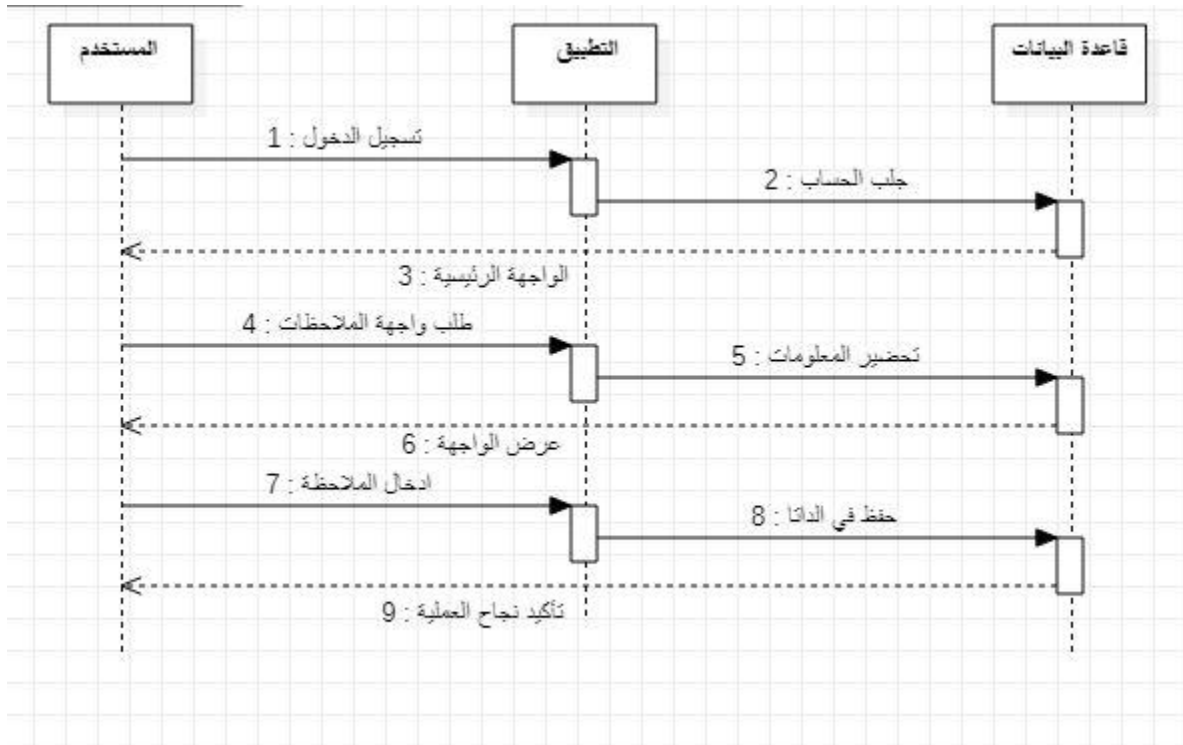 المستخدم
التطبيق
قاعدة البيانات
1 : تسجيل الدخول
2 : جلب الحساب
3 : الواجهة الرئيسية
4 : طلب واجهة الملاحظات
5 : تحضير المعلومات
6 : عرض الواجهة
7 : ادخال الملاحظة
8 : حفظ في الداتا
9 : تأكيد نجاح العملية